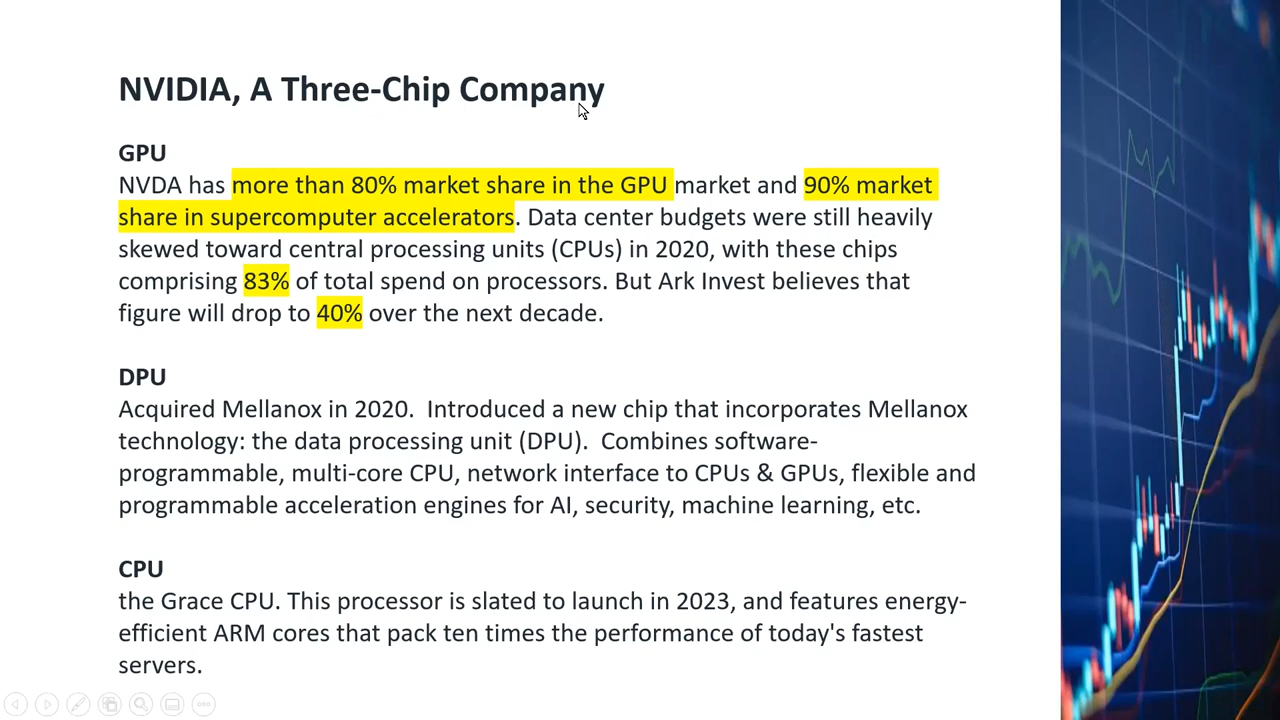 NVIDIA, A Three-Chip Company
GPU
NVDA has more than 80% market share in the GPU market and 90% market
share in supercomputer accelerators. Data center budgets were still heavily
skewed toward central processing units (CPUs) in 2020, with these chips
comprising 83% of total spend on processors. But Ark Invest believes that
figure will drop to 40% over the next decade.
DPU
Acquired Mellanox in 2020.  Introduced a new chip that incorporates Mellanox
technology: the data processing unit (DPU).  Combines software-
programmable, multi-core CPU, network interface to CPUs & GPUs, flexible and
programmable acceleration engines for AI, security, machine learning, etc.
CPU
the Grace CPU. This processor is slated to launch in 2023, and features energy-
efficient ARM cores that pack ten times the performance of today's fastest
servers.